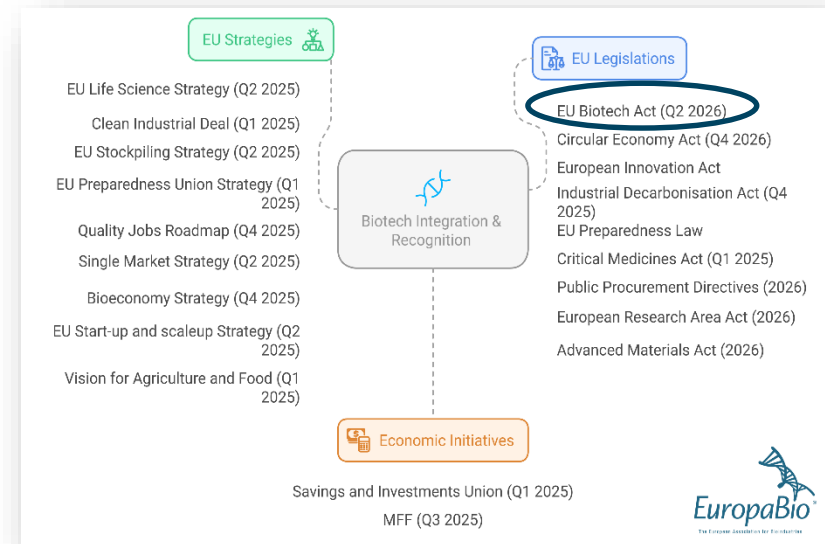 EU Strategies
EU Life Science Strategy (Q2 2025)
Clean Industrial Deal (Q1 2025)
EU Stockpiling Strategy (Q2 2025)
EU Preparedness Union Strategy (Q1
2025)
Quality Jobs Roadmap (Q4 2025)
Single Market Strategy (Q2 2025)
Bioeconomy Strategy (Q4 2025)
EU Start-up and scaleup Strategy (Q2
2025)
Vision for Agriculture and Food (Q1
2025)
Biotech Integration &
Recognition
EU Legislations
EU Biotech Act (Q2 2026)
Circular Economy Act (Q4 2026)
European Innovation Act
Industrial Decarbonisation Act (Q4
2025)
EU Preparedness Law
Critical Medicines Act (Q1 2025)
Public Procurement Directives (2026)
European Research Area Act (2026)
Advanced Materials Act (2026)
Economic Initiatives
Savings and Investments Union (Q1 2025)
MFF (Q3 2025)
EuropaBio
The European Association for Bioindustries